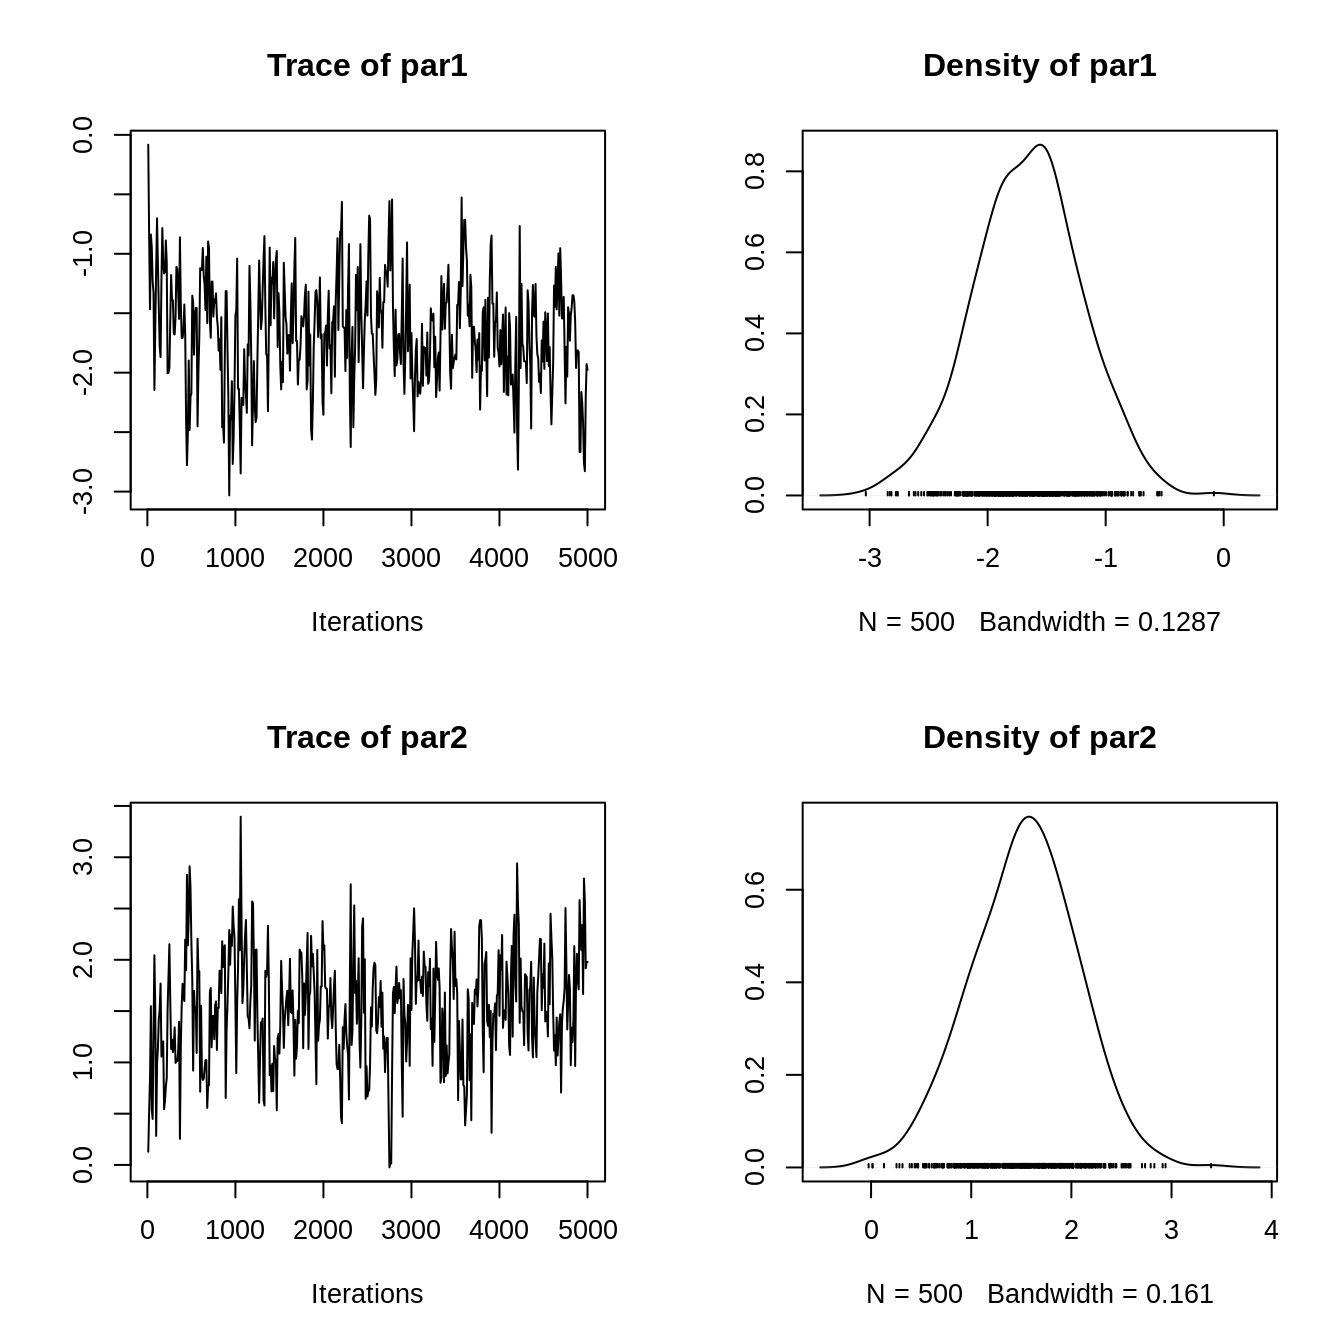 Trace of par1
0.0
-1.0
-2.0
-3.0
0 1000 2000 3000 4000 5000
Iterations
Density of par1
0.8
0.6
0.4
0.2
0.0
-3 -2 -1 0
N = 500 Bandwidth = 0.1287
Trace of par2
3.0
2.0
1.0
0.0
0 1000 2000 3000 4000 5000
Iterations
Density of par2
0.6
0.4
0.2
0.0
0 1 2 3 4
N = 500 Bandwidth = 0.161